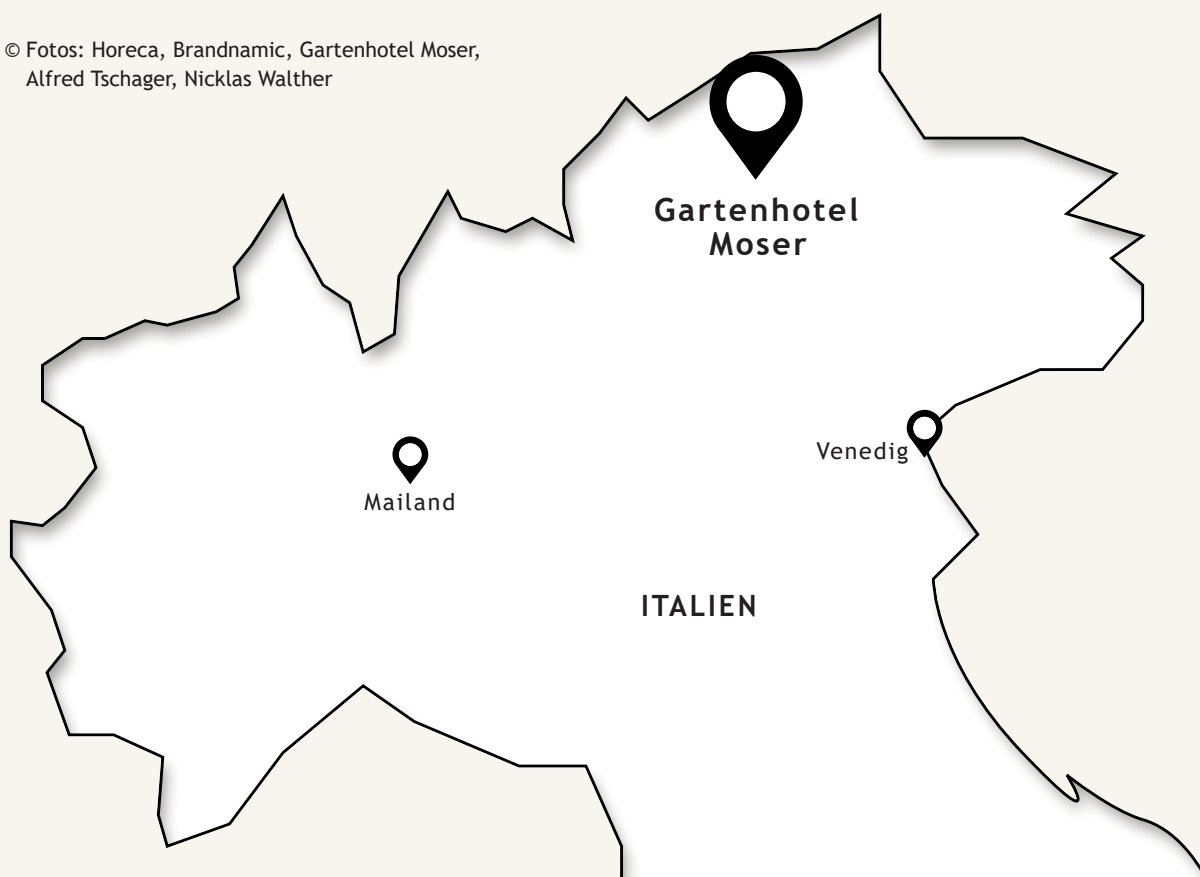 © Fotos: Horeca, Brandnamic, Gartenhotel Moser,
Alfred Tschager, Nicklas Walther
Gartenhotel
Moser
Venedig
Mailand
ITALIEN